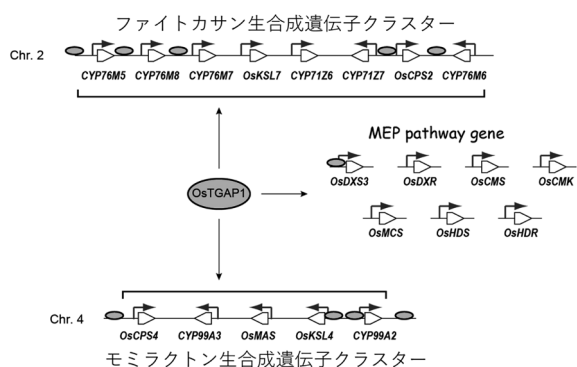 ファイトカサン生合成遺伝子クラスター
Chr. 2
CYP76M5 CYP76M8 CYP76M7 OsKSL7 CYP71Z6 CYP71Z7 OsCPS2 CYP76M6
MEP pathway gene
OsDXS3 OsDXR OsCMS OsCMK
OsTGAP1
OsMCS OsHDS OsHDR
Chr. 4
OsCPS4 CYP99A3 OsMAS OsKSL4 CYP99A2
モミラクトン生合成遺伝子クラスター